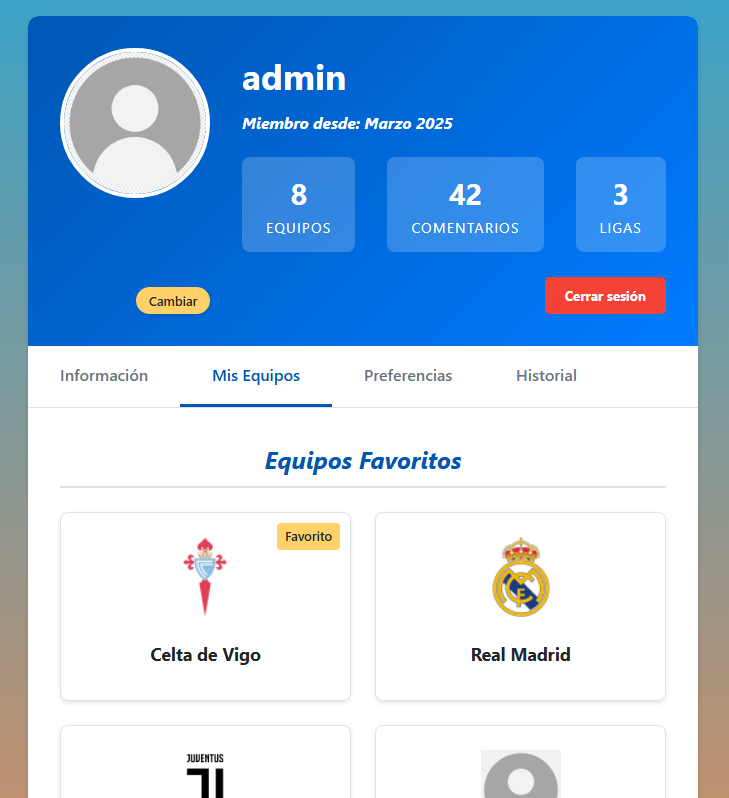 admin
Miembro desde: Marzo 2025
8
EQUIPOS
42
COMENTARIOS
3
LIGAS
Cambiar
Cerrar sesión
Información
Mis Equipos
Preferencias
Historial
Equipos Favoritos
Favorito
Celta de Vigo
Real Madrid
JUVENTUS